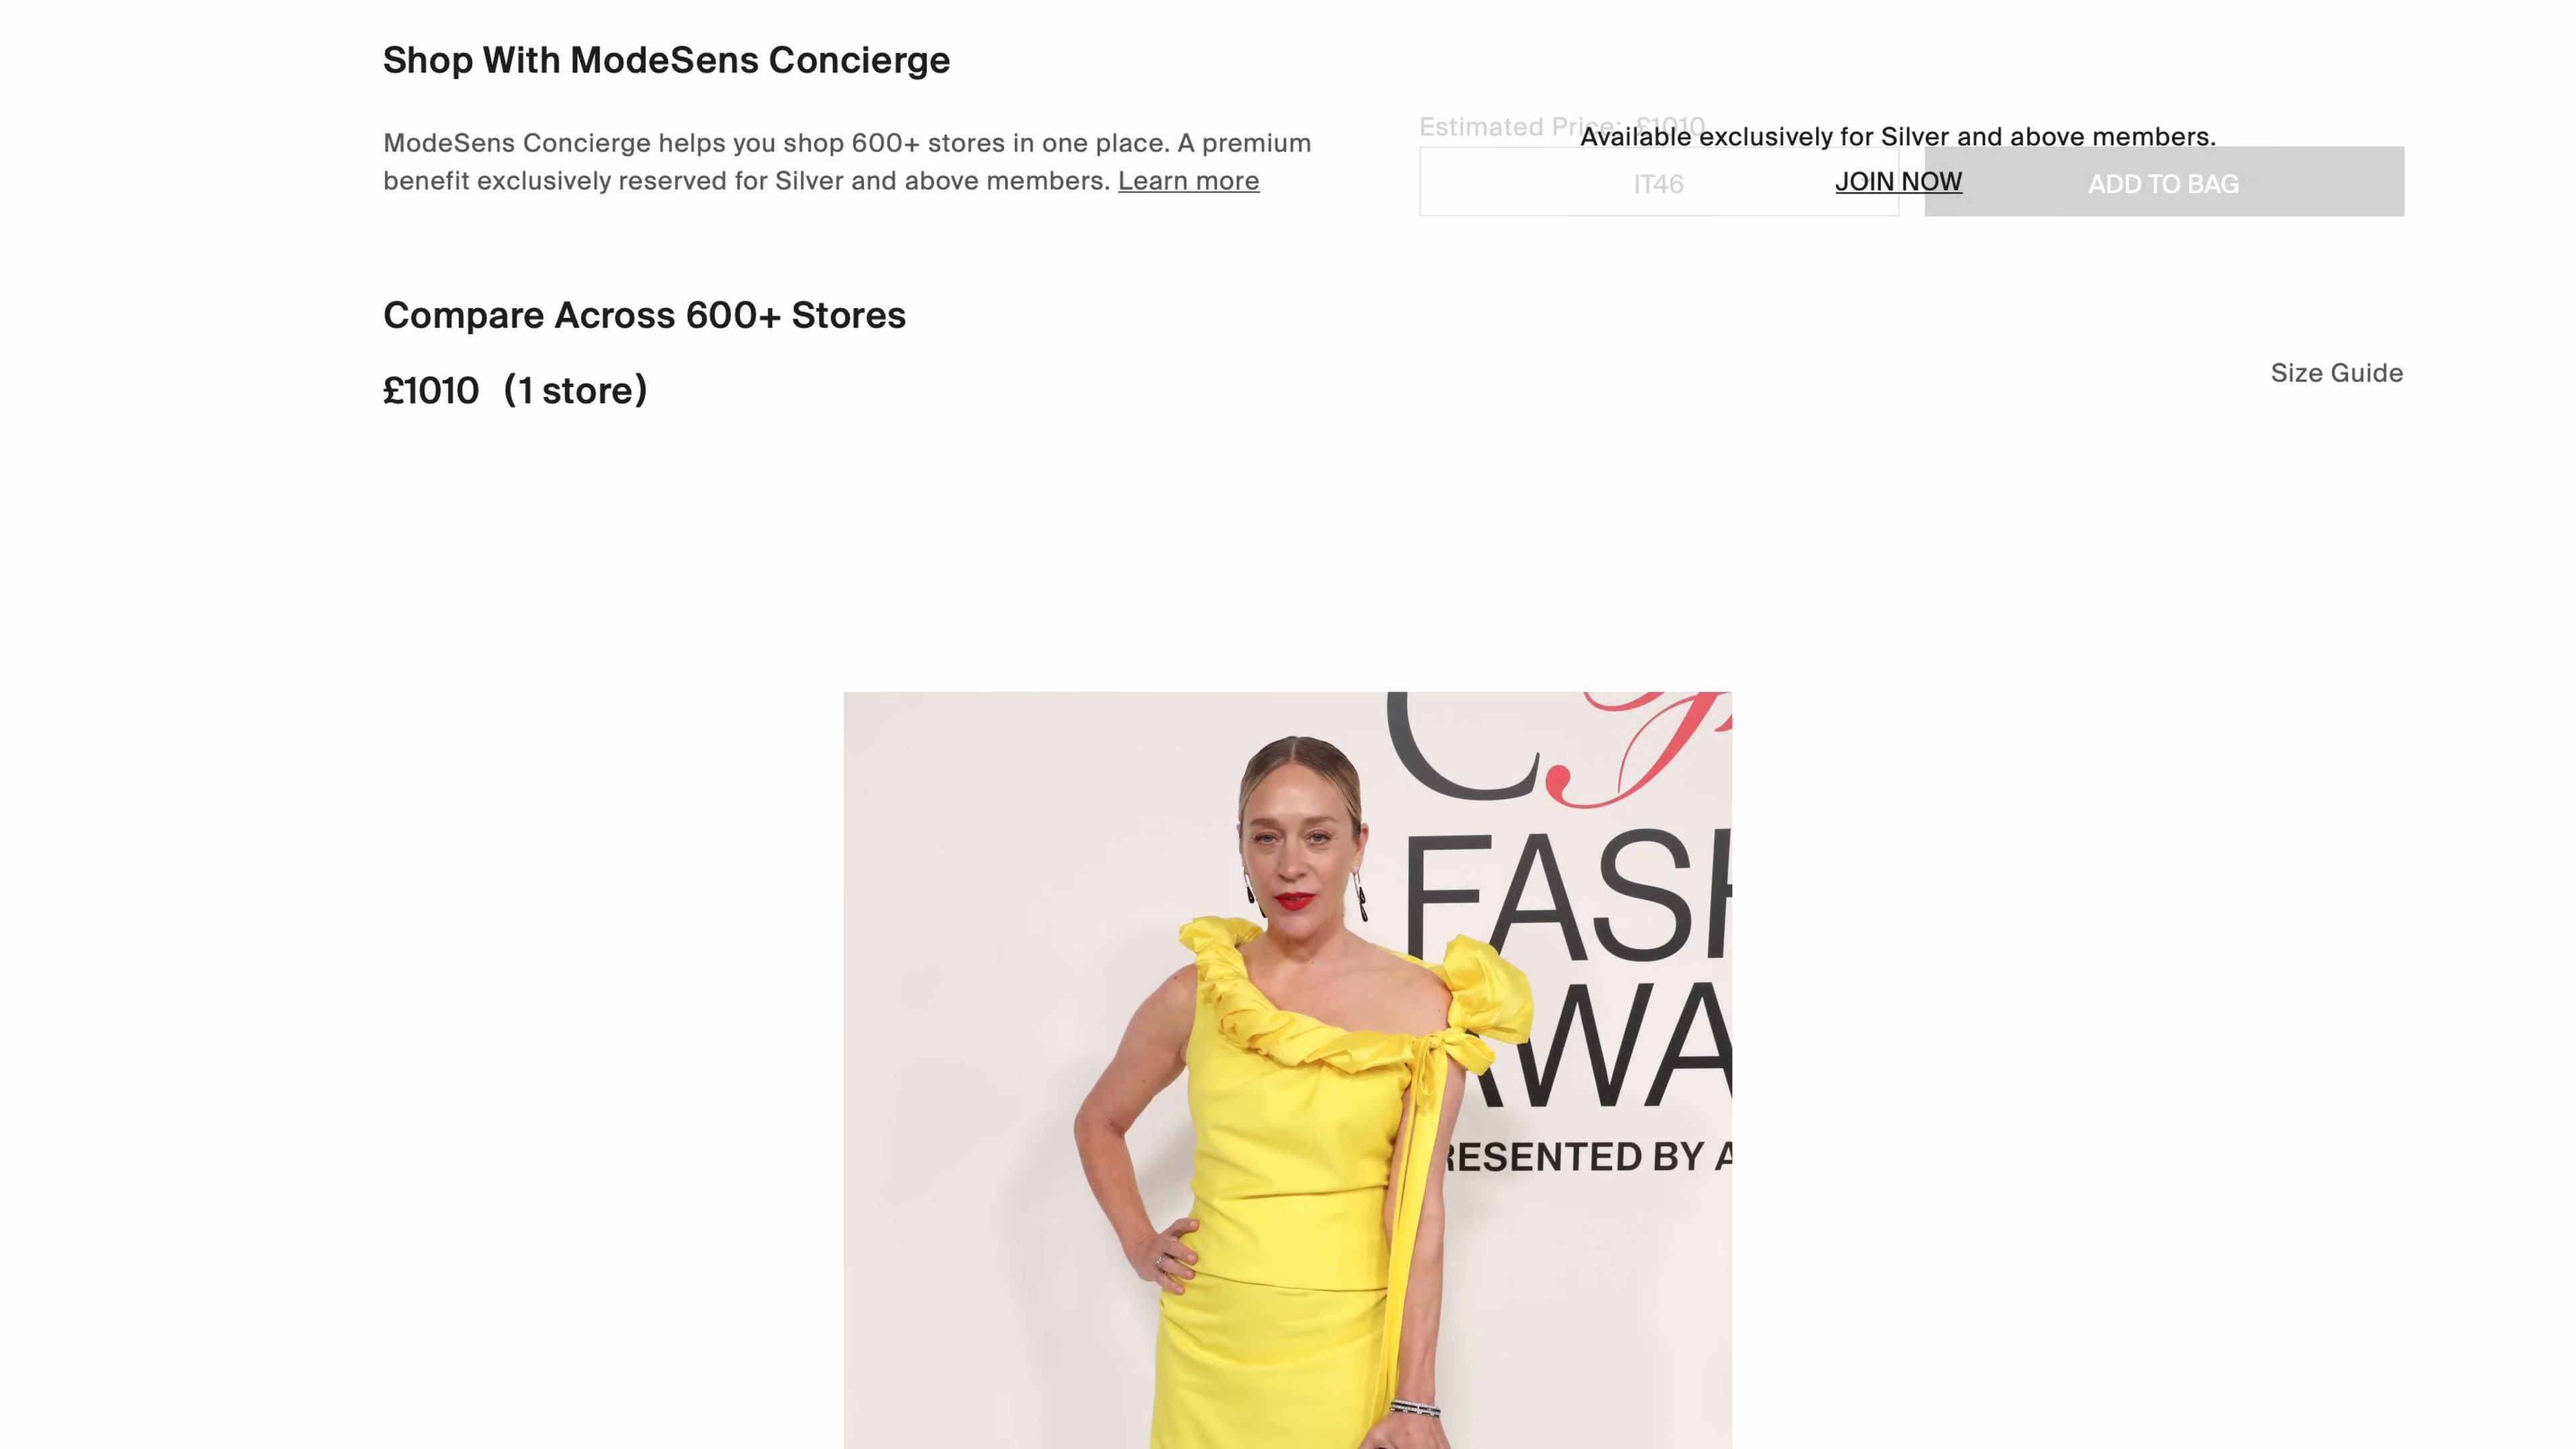 Shop With ModeSens Concierge
ModeSens Concierge helps you shop 600+ stores in one place. A premium
benefit exclusively reserved for Silver and above members. Learn more
Estimated Price: £1010
Available exclusively for Silver and above members.
IT46
JOIN NOW
ADD TO BAG
Compare Across 600+ Stores
£1010 (1 store)
Size Guide
C
FASH
AWA
RESENTED BY A